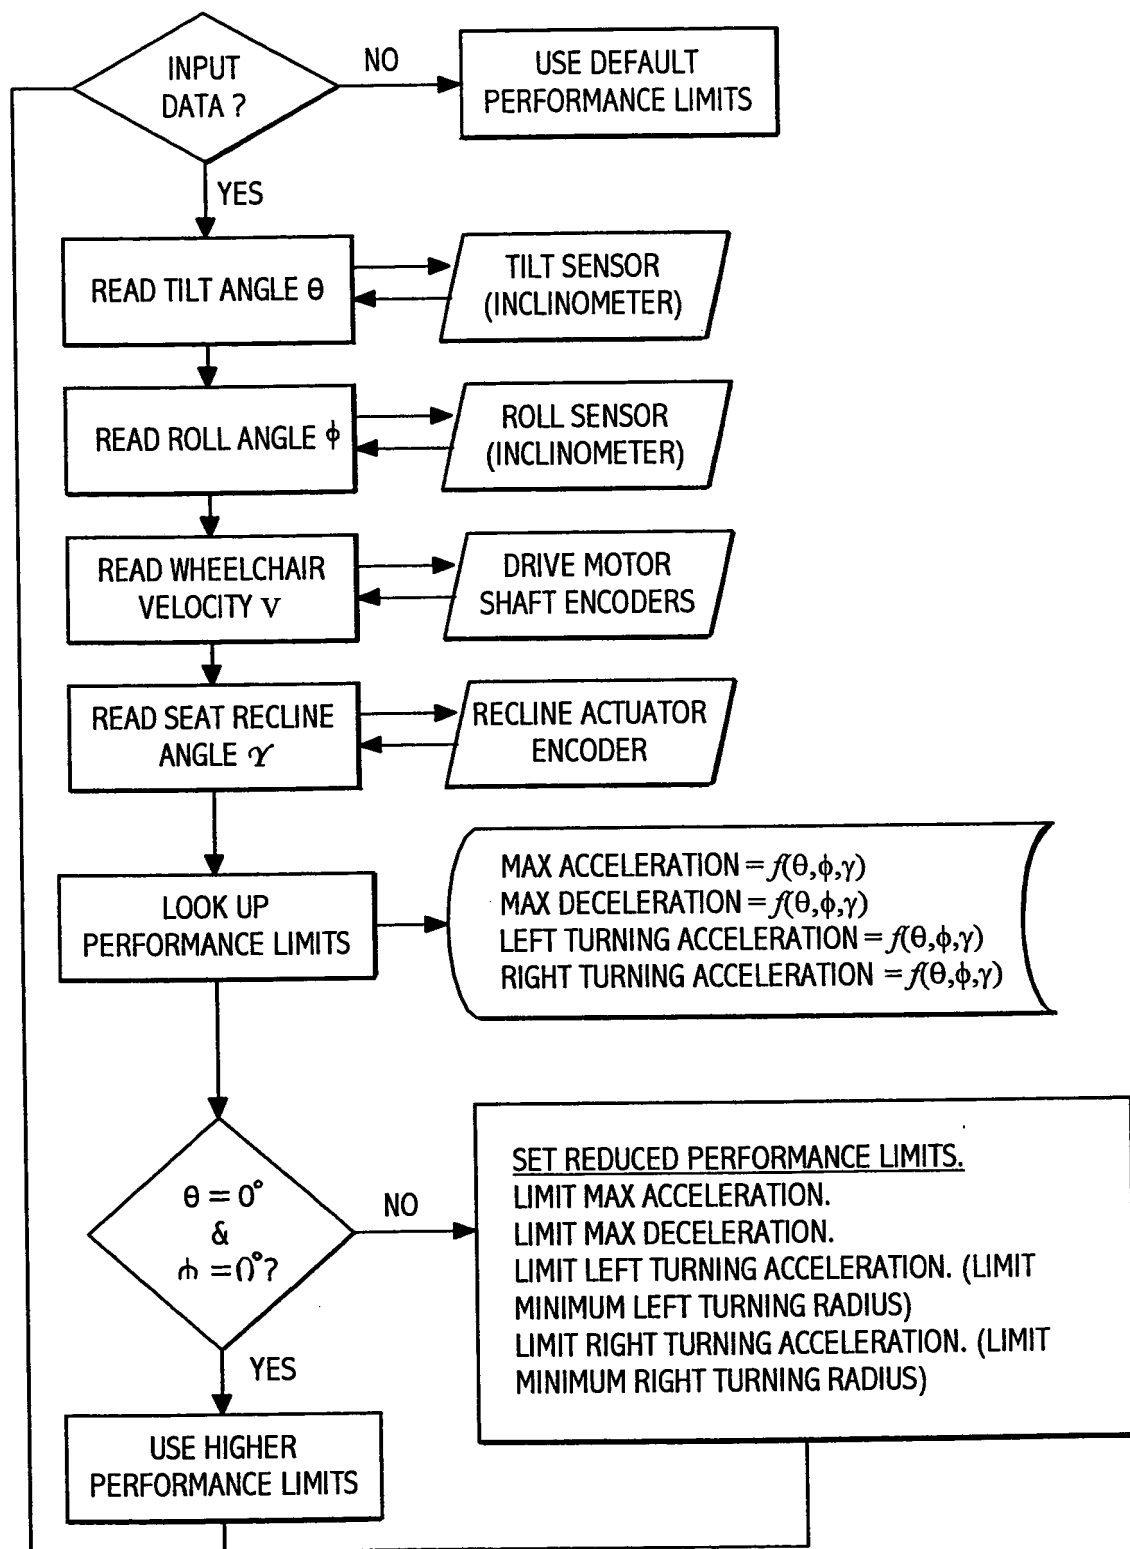 INPUT
DATA ?
NO
USE DEFAULT
PERFORMANCE LIMITS
YES
READ TILT ANGLE θ
TILT SENSOR
(INCLINOMETER)
READ ROLL ANGLE ϕ
ROLL SENSOR
(INCLINOMETER)
READ WHEELCHAIR
VELOCITY V
DRIVE MOTOR
SHAFT ENCODERS
READ SEAT RECLINE
ANGLE γ
RECLINE ACTUATOR
ENCODER
LOOK UP
PERFORMANCE LIMITS
MAX ACCELERATION = f(θ,ϕ,γ)
MAX DECELERATION = f(θ,ϕ,γ)
LEFT TURNING ACCELERATION = f(θ,ϕ,γ)
RIGHT TURNING ACCELERATION = f(θ,ϕ,γ)
θ = 0°
&
ϕ = 0°?
NO
SET REDUCED PERFORMANCE LIMITS.
LIMIT MAX ACCELERATION.
LIMIT MAX DECELERATION.
LIMIT LEFT TURNING ACCELERATION. (LIMIT
MINIMUM LEFT TURNING RADIUS)
LIMIT RIGHT TURNING ACCELERATION. (LIMIT
MINIMUM RIGHT TURNING RADIUS)
YES
USE HIGHER
PERFORMANCE LIMITS